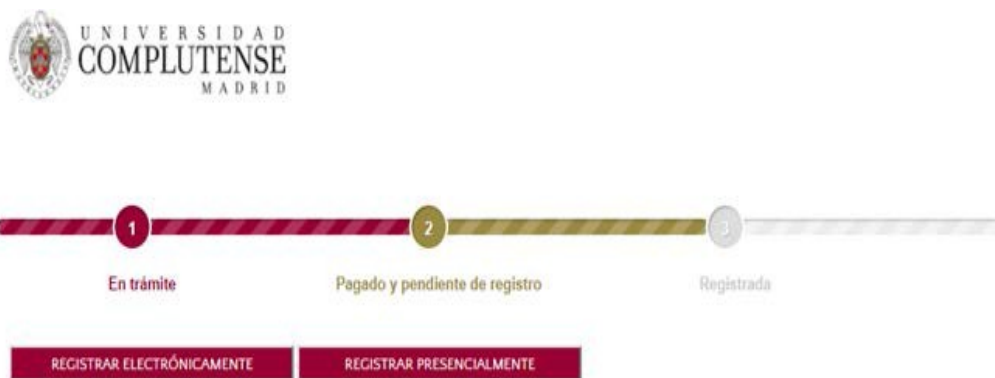 UNIVERSIDAD
COMPLUTENSE
MADRID
1
2
3
En trámite
Pagado y pendiente de registro
Registrada
REGISTRAR ELECTRÓNICAMENTE
REGISTRAR PRESENCIALMENTE